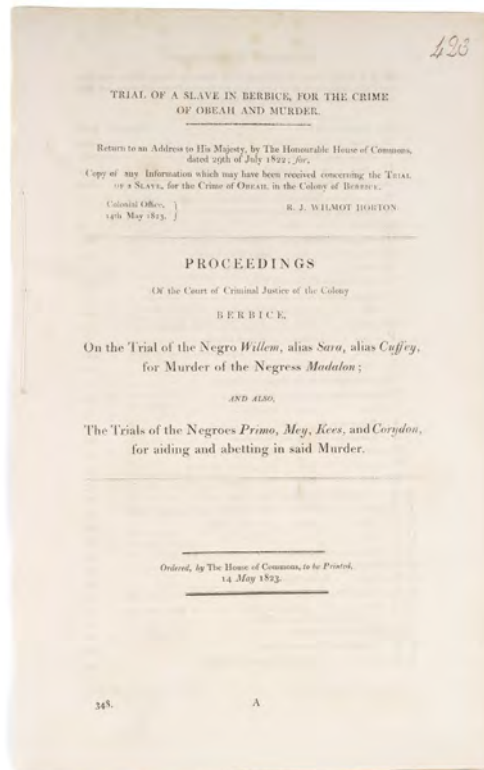 423
TRIAL OF A SLAVE IN BERBICE, FOR THE CRIME
OF OBEAH AND MURDER.
Return to an Address to His Majesty, by The Honourable House of Commons,
dated 29th of July 1822; for,
Copy of any Information which may have been received concerning the TRIAL
OF a SLAVE, for the Crime of OBEAH, in the Colony of BERBICE.
Colonial Office,
14th May 1823.
R. J. WILMOT HORTON.
PROCEEDINGS
Of the Court of Criminal Justice of the Colony
BERBICE,
On the Trial of the Negro Willem, alias Sara, alias Cuffey,
for Murder of the Negress Madalon;
AND ALSO,
The Trials of the Negroes Primo, Mey, Kees, and Corydon,
for aiding and abetting in said Murder.
Ordered, by The House of Commons, to be Printed,
14 May 1823.
348.
A